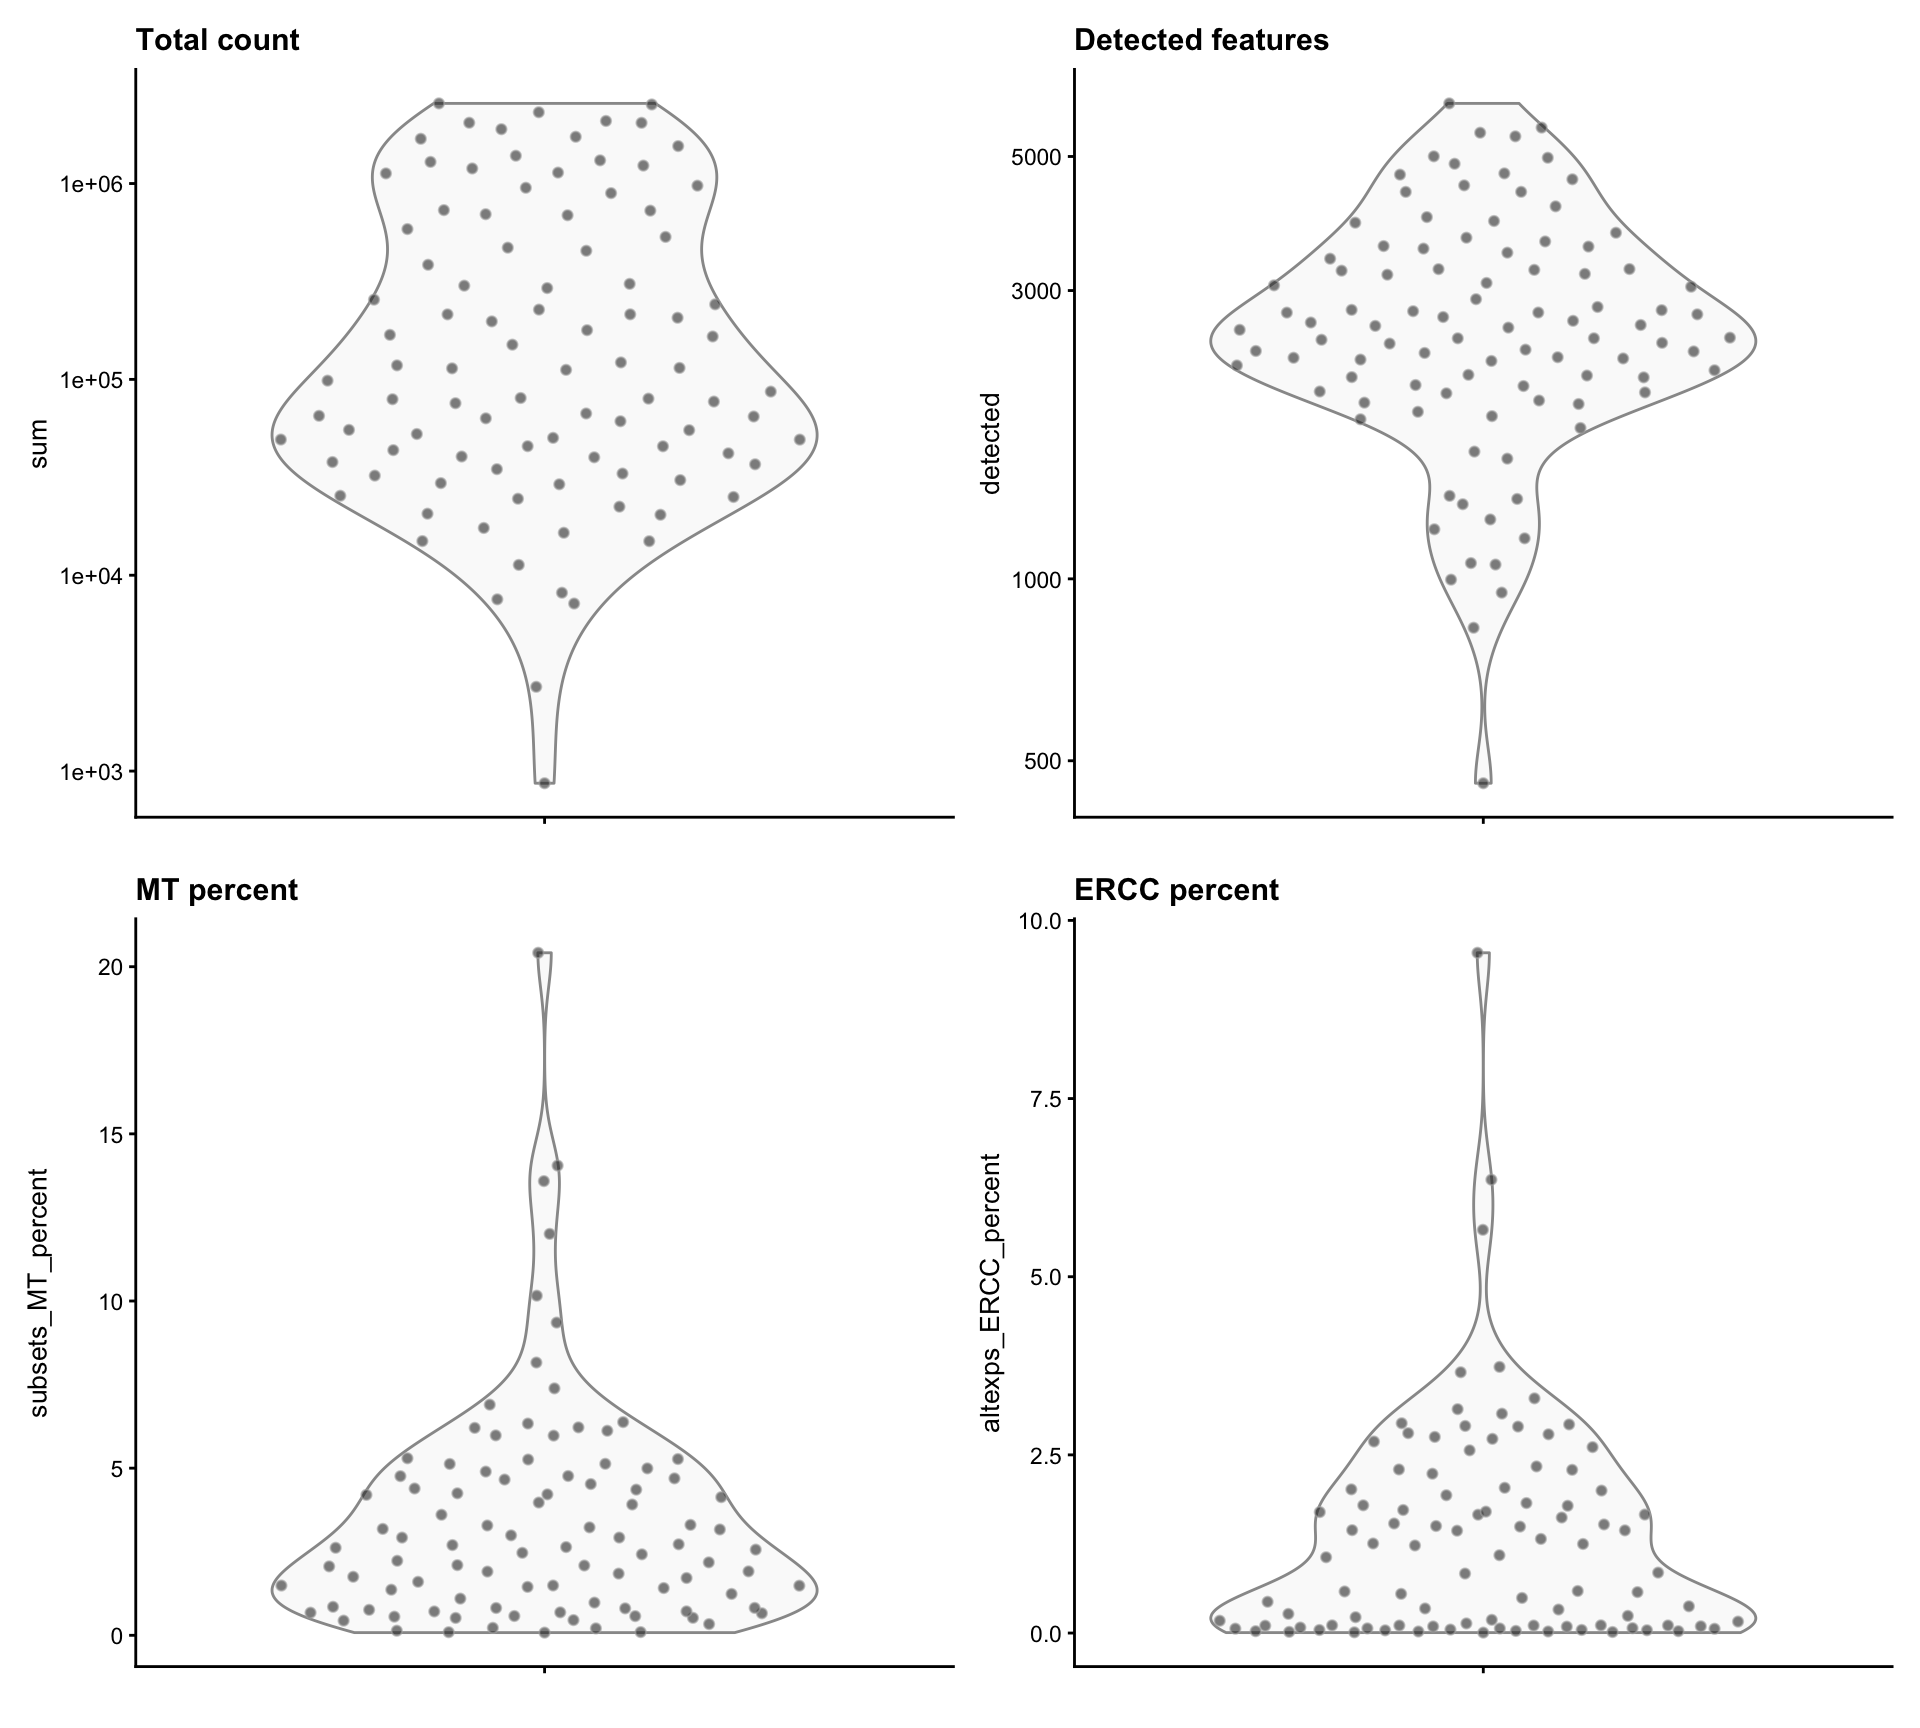 Total count
sum
1e+06
1e+05
1e+04
1e+03
Detected features
detected
5000
3000
1000
500
MT percent
subsets_MT_percent
20
15
10
5
0
ERCC percent
altexps_ERCC_percent
10.0
7.5
5.0
2.5
0.0